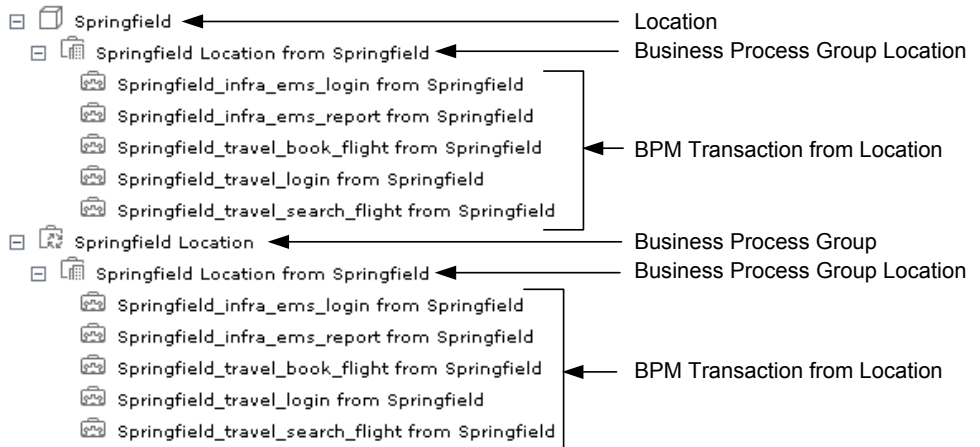 Springfield Location
Springfield Location from Springfield Business Process Group Location
Springfield_infra_ems_login from Springfield
Springfield_infra_ems_report from Springfield
Springfield_travel_book_flight from Springfield BPM Transaction from Location
Springfield_travel_login from Springfield
Springfield_travel_search_flight from Springfield
Springfield Location Business Process Group
Springfield Location from Springfield Business Process Group Location
Springfield_infra_ems_login from Springfield
Springfield_infra_ems_report from Springfield
Springfield_travel_book_flight from Springfield BPM Transaction from Location
Springfield_travel_login from Springfield
Springfield_travel_search_flight from Springfield